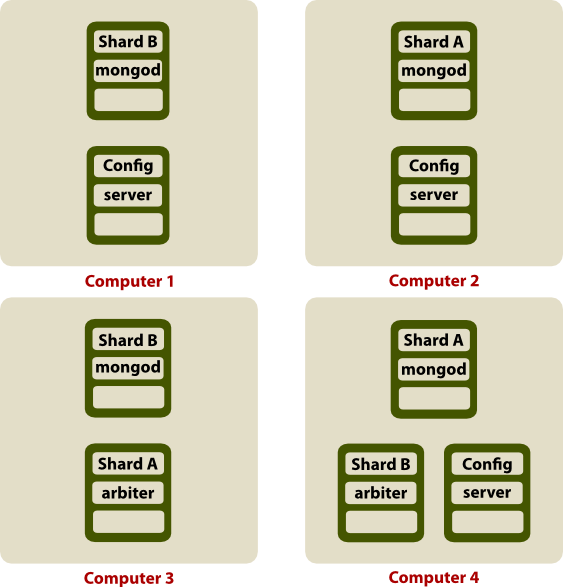 Shard B
mongod
Config
server
Computer 1
Shard A
mongod
Config
server
Computer 2
Shard B
mongod
Shard A
arbiter
Computer 3
Shard A
mongod
Shard B
arbiter
Config
server
Computer 4